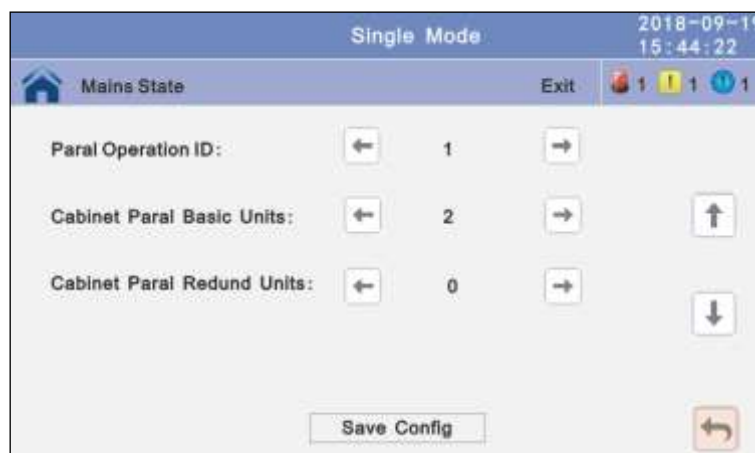 Single Mode
2018-09-19
15:44:22
Mains State Exit 1 1 1
Paral Operation ID: 1
Cabinet Paral Basic Units: 2
Cabinet Paral Redund Units: 0
Save Config